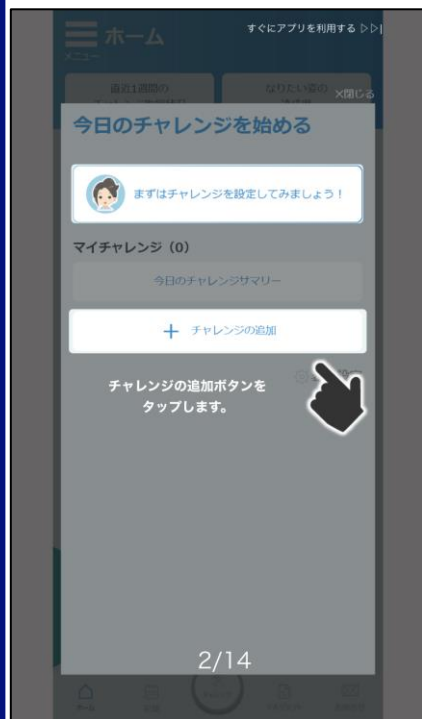 すぐにアプリを利用する ▷▷|
ホーム
メニュー
直近1週間の
なりたい姿の
×閉じる
今日のチャレンジを始める
まずはチャレンジを設定してみましょう！
マイチャレンジ（0）
今日のチャレンジサマリー
＋ チャレンジの追加
チャレンジの追加ボタンを
タップします。
2/14
ホーム